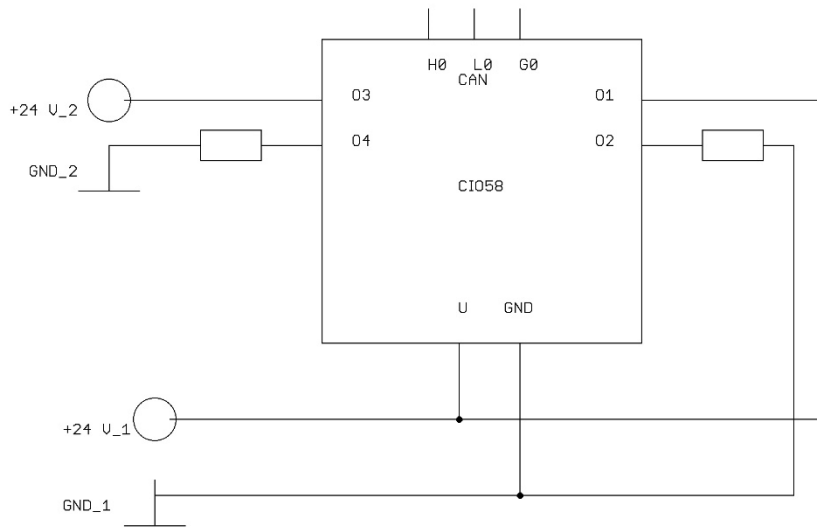 H0 L0 G0
CAN
+24 V_2
O3
O1
O4
O2
GND_2
CIO58
U GND
+24 V_1
GND_1